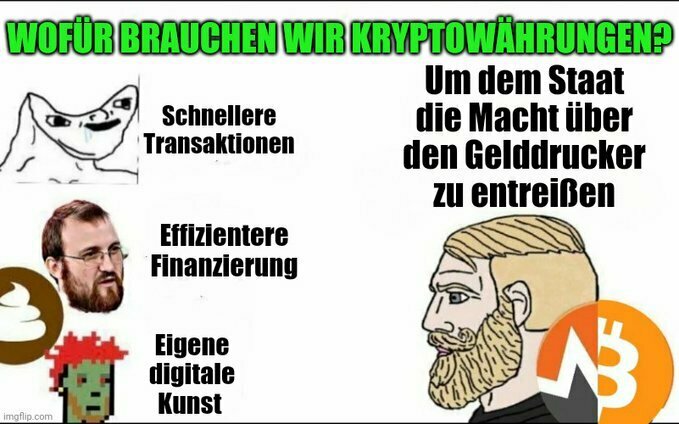 WOFÜR BRAUCHEN WIR KRYPTOWÄHRUNGEN?
Schnellere
Transaktionen
Effizientere
Finanzierung
Eigene
digitale
Kunst
Um dem Staat
die Macht über
den Gelddrucker
zu entreißen
imgflip.com